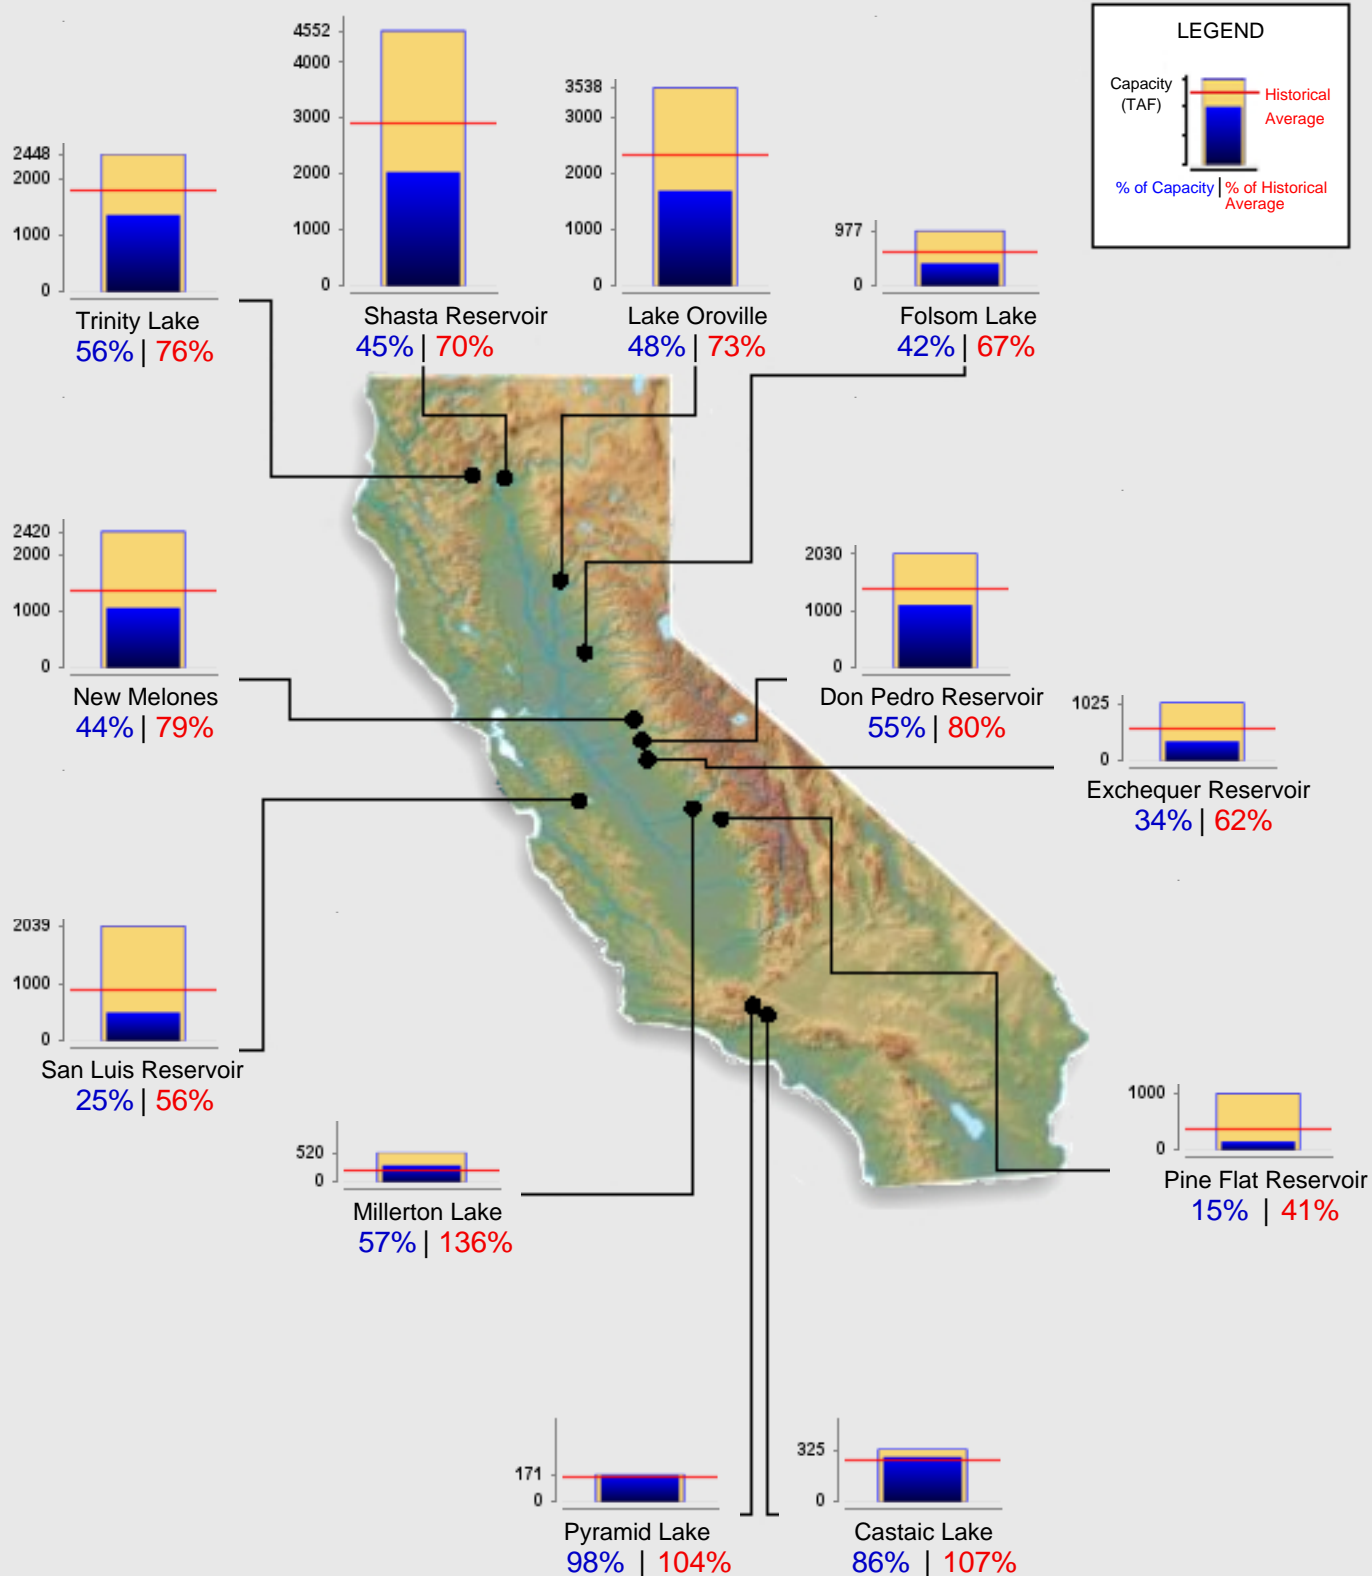 LEGEND
Capacity
(TAF)
Historical
Average
% of Capacity | % of Historical
Average
4552
4000
3000
2000
1000
0
Shasta Reservoir
45% | 70%
3538
3000
2000
1000
0
Lake Oroville
48% | 73%
2448
2000
1000
0
Trinity Lake
56% | 76%
977
0
Folsom Lake
42% | 67%
2420
2000
1000
0
New Melones
44% | 79%
2030
1000
0
Don Pedro Reservoir
55% | 80%
1025
0
Exchequer Reservoir
34% | 62%
2039
1000
0
San Luis Reservoir
25% | 56%
520
0
Millerton Lake
57% | 136%
1000
0
Pine Flat Reservoir
15% | 41%
171
0
Pyramid Lake
98% | 104%
325
0
Castaic Lake
86% | 107%